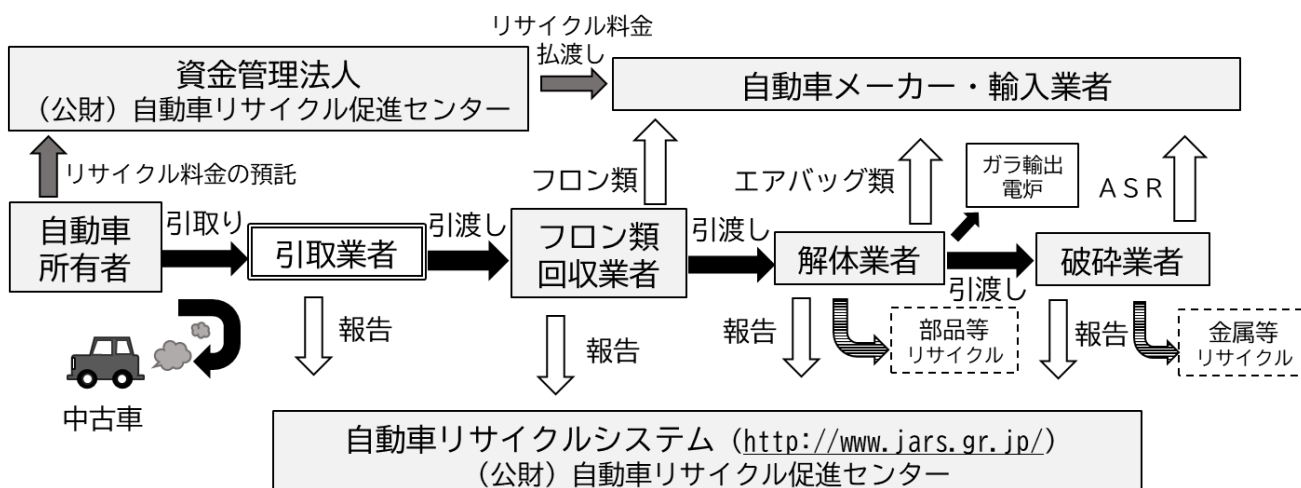 リサイクル料金
払渡し
資金管理法人
（公財）自動車リサイクル促進センター
自動車メーカー・輸入業者
リサイクル料金の預託
フロン類
エアバッグ類
ガラ輸出
電炉
ＡＳＲ
自動車
所有者
引取り
引取業者
引渡し
フロン類
回収業者
引渡し
解体業者
引渡し
破砕業者
報告
報告
報告
部品等
リサイクル
報告
金属等
リサイクル
中古車
自動車リサイクルシステム（http://www.jars.gr.jp/）
（公財）自動車リサイクル促進センター